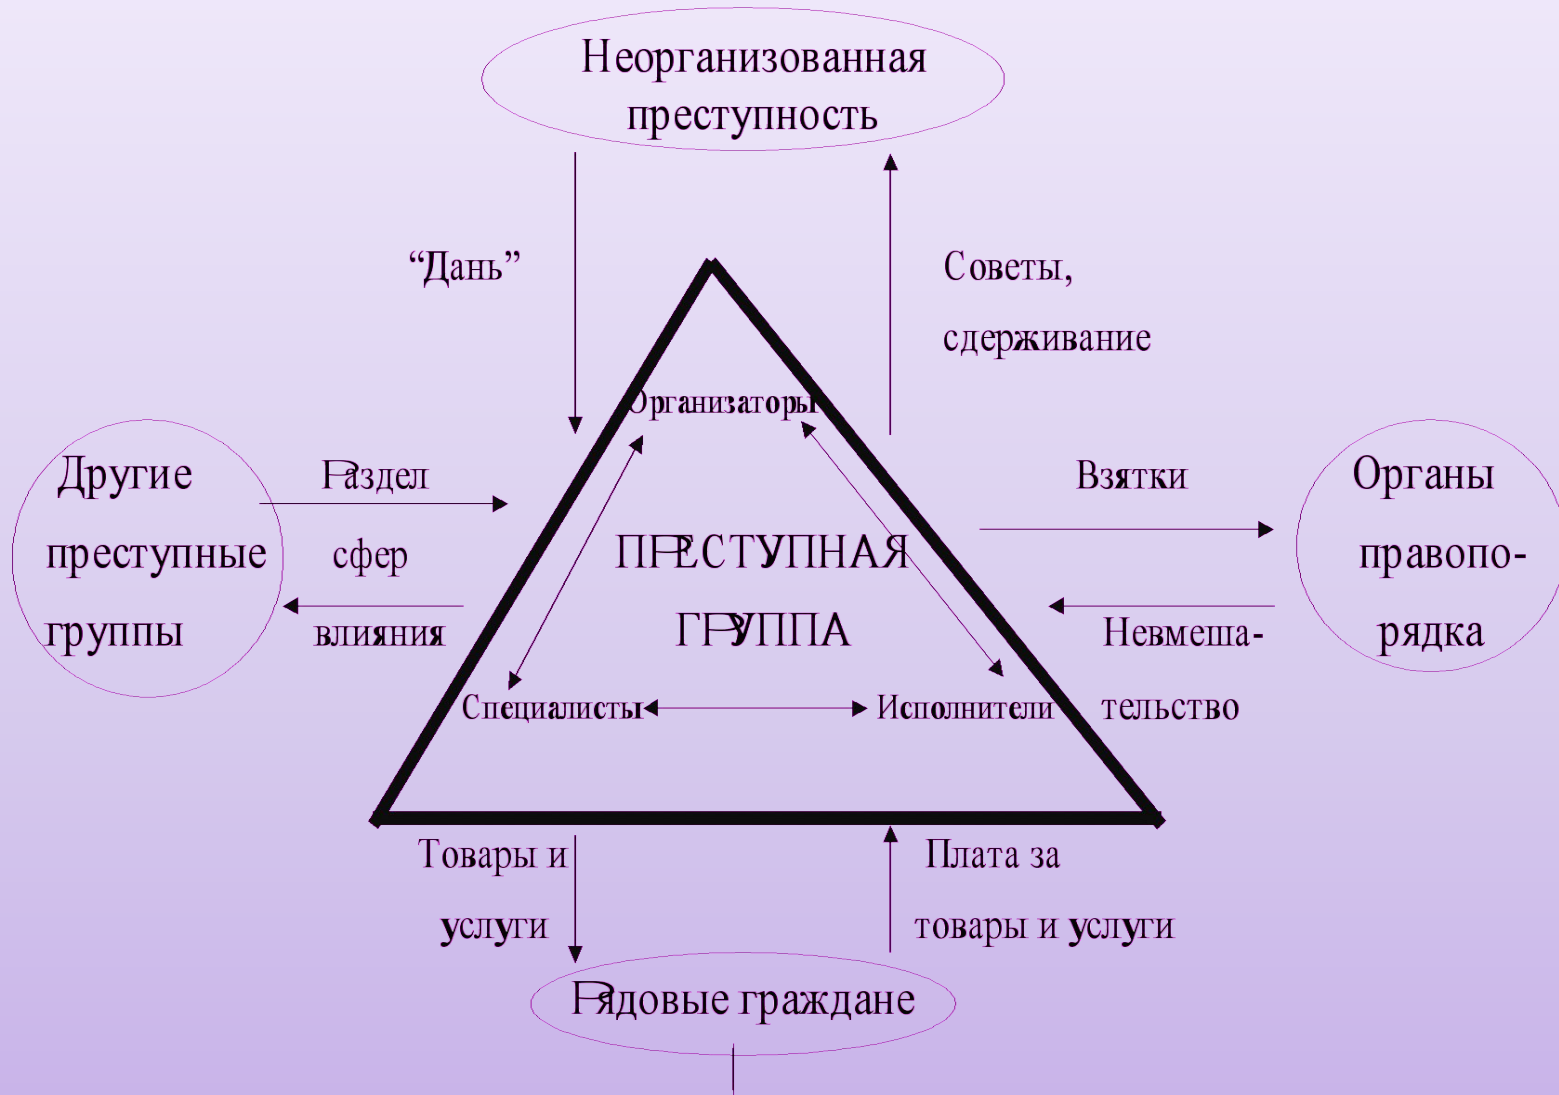 Неорганизованная
преступность
“Дань”
Советы,
сдерживание
Организаторы
Другие
преступные
группы
Раздел
сфер
влияния
ПРЕСТУПНАЯ
ГРУППА
Взятки
Невмеша-
тельство
Органы
правопо-
рядка
Специалисты
Исполнители
Товары и
услуги
Плата за
товары и услуги
Рядовые граждане